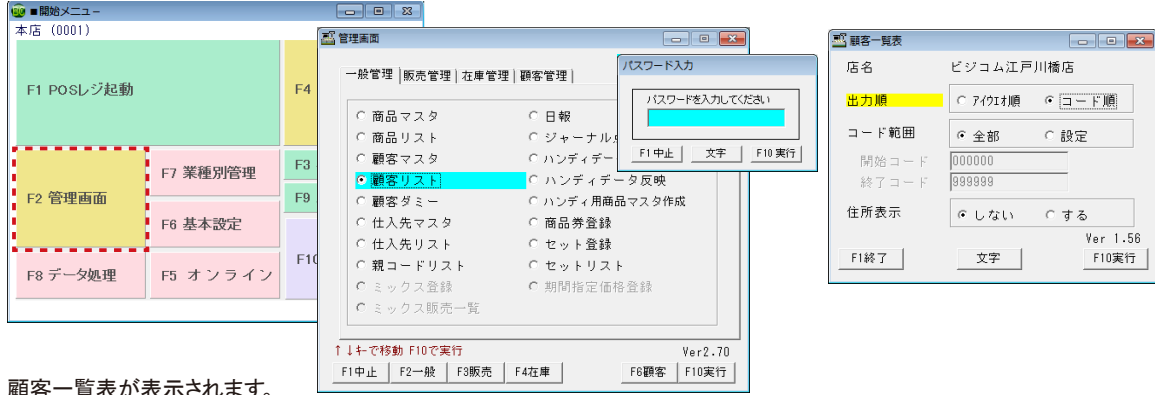 開始メニュー
本店 (0001)
F1 POSレジ起動
F4
F2 管理画面
F7 業種別管理
F3
F9
F6 基本設定
F8 データ処理
F5 オンライン
F10
管理画面
一般管理
販売管理
在庫管理
顧客管理
商品マスタ
商品リスト
顧客マスタ
顧客リスト
顧客ダミー
仕入先マスタ
仕入先リスト
親コードリスト
ミックス登録
ミックス販売一覧
日報
ジャーナル
ハンディデー
ハンディデータ反映
ハンディ用商品マスタ作成
商品券登録
セット登録
セットリスト
期間指定価格登録
↑↓キーで移動 F10で実行
Ver2.70
F1中止
F2一般
F3販売
F4在庫
F6顧客
F10実行
パスワード入力
パスワードを入力してください
F1中止
文字
F10実行
顧客一覧表
店名 ビジコム江戸川橋店
出力順 アイウエオ順 コード順
コード範囲 全部 設定
開始コード 000000
終了コード 999999
住所表示 しない する
Ver 1.56
F1終了 文字 F10実行
顧客一覧表が表示されます。